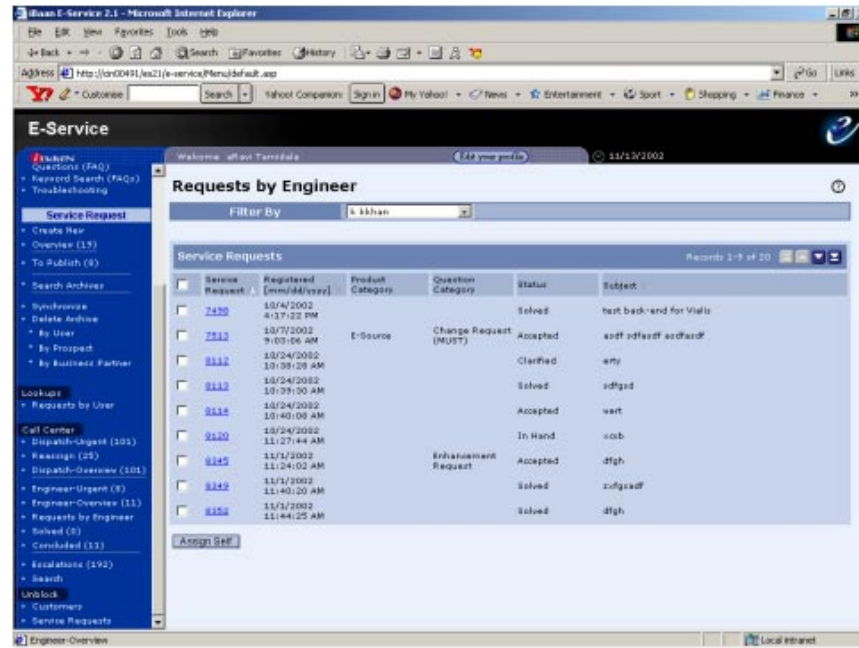 iBaan E-Service 2.1 - Microsoft Internet Explorer
File Edit View Favorites Tools Help
Back Search Favorites History
Address http://cin00491/es21/e-service/Menu/default.asp Go Links
Y? Customize Search Yahoo! Companion Sign in My Yahoo! News Entertainment Sport Shopping Finance
E-Service
Welcome Tamidala Edit your profile 11/13/2002
Questions (FAQ)
Keyword Search (FAQs)
Troubleshooting
Service Request
Create New
Overview (19)
To Publish (8)
Search Archives
Synchronize
Delete Archive
By User
By Prospect
By Business Partner
Lookups
Requests by User
Call Center
Dispatch-Urgent (101)
Reassign (25)
Dispatch-Overview (101)
Engineer-Urgent (8)
Engineer-Overview (11)
Requests by Engineer
Solved (8)
Concluded (11)
Escalations (192)
Search
Unblock
Customers
Service Requests
Requests by Engineer
Filter By k kkhan
Service Requests Records 1-9 of 20
Service Request Registered [mm/dd/yyyy] Product Category Question Category Status Subject
7498 10/4/2002 4:17:22 PM Solved test back-end for Vialis
7513 10/7/2002 9:03:06 AM E-Source Change Request (MUST) Accepted asdf sdfasdf asdfasdf
8112 10/24/2002 10:38:28 AM Clarified erty
8113 10/24/2002 10:39:30 AM Solved sdfgsd
8114 10/24/2002 10:40:08 AM Accepted wert
8120 10/24/2002 11:27:44 AM In Hand
8345 11/1/2002 11:24:02 AM Enhancement Request Accepted dfgh
8349 11/1/2002 11:40:20 AM Solved
8353 11/1/2002 11:44:25 AM Solved dfgh
Assign Self
Engineer-Overview Local intranet